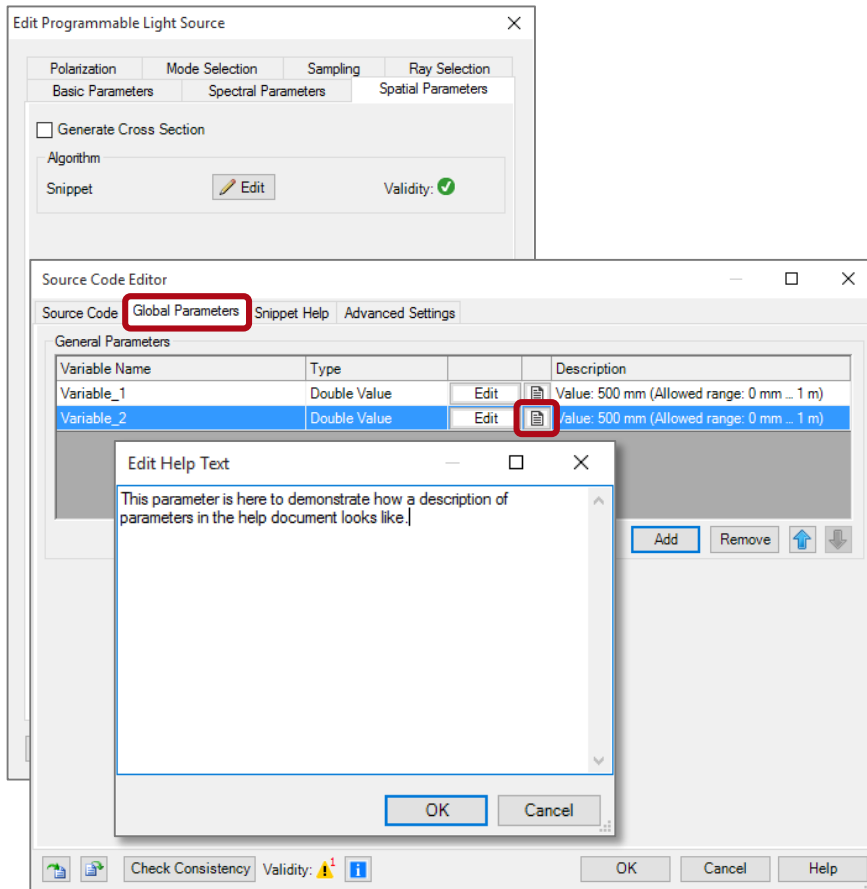 Edit Programmable Light Source
Polarization Mode Selection Sampling Ray Selection
Basic Parameters Spectral Parameters Spatial Parameters
Generate Cross Section
Algorithm
Snippet Edit Validity:
Source Code Editor
Source Code Global Parameters Snippet Help Advanced Settings
General Parameters
Variable Name Type Description
Variable_1 Double Value Edit Value: 500 mm (Allowed range: 0 mm ... 1 m)
Variable_2 Double Value Edit Value: 500 mm (Allowed range: 0 mm ... 1 m)
Edit Help Text
This parameter is here to demonstrate how a description of
parameters in the help document looks like.
Add Remove
OK Cancel
Check Consistency Validity: 1 OK Cancel Help